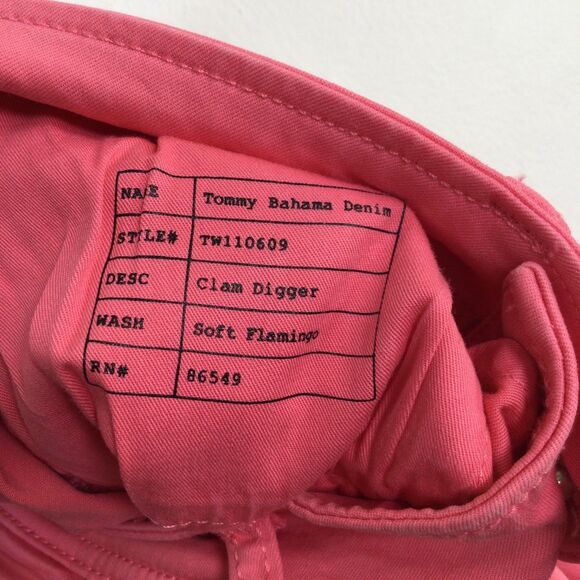 NAME Tommy Bahama Denim
STYLE# TW110609
DESC Clam Digger
WASH Soft Flamingo
RN# 86549